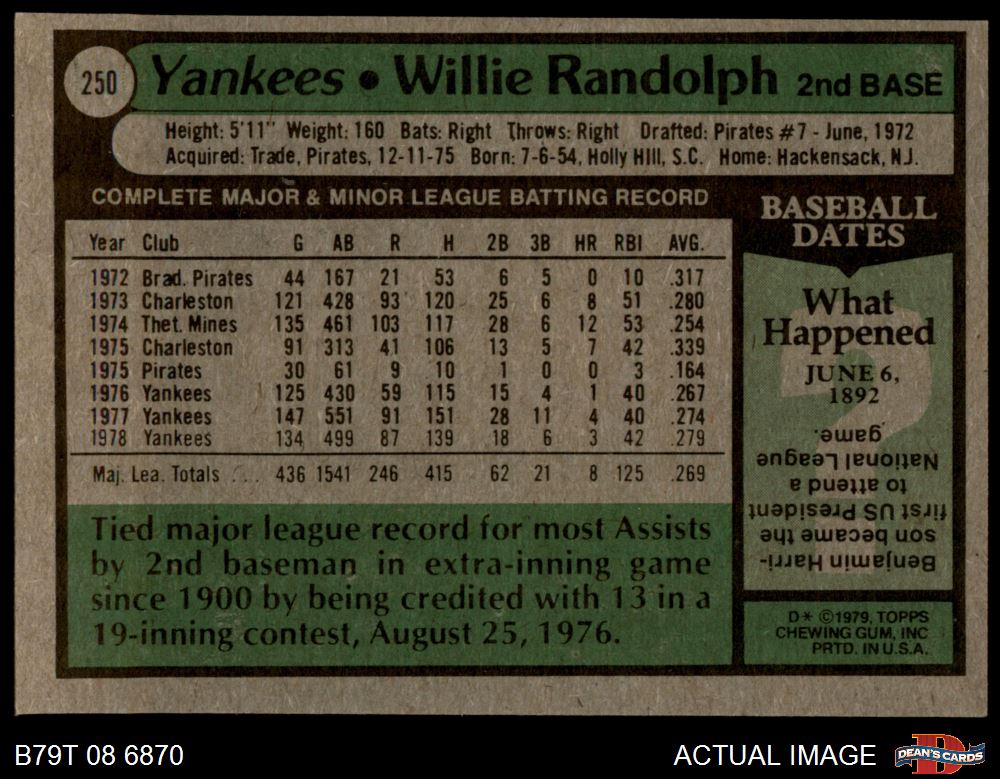 250 Yankees • Willie Randolph 2nd BASE
Height: 5'11" Weight: 160 Bats: Right Throws: Right Drafted: Pirates #7 - June, 1972
Acquired: Trade, Pirates, 12-11-75 Born: 7-6-54, Holly Hill, S.C. Home: Hackensack, N.J.
COMPLETE MAJOR & MINOR LEAGUE BATTING RECORD
Year Club G AB R H 2B 3B HR RBI AVG.
1972 Brad. Pirates 44 167 21 53 6 5 0 10 .317
1973 Charleston 121 428 93 120 25 6 8 51 .280
1974 Thet. Mines 135 461 103 117 28 6 12 53 .254
1975 Charleston 91 313 41 106 13 5 7 42 .339
1975 Pirates 30 61 9 10 1 0 0 3 .164
1976 Yankees 125 430 59 115 15 4 1 40 .267
1977 Yankees 147 551 91 151 28 11 4 40 .274
1978 Yankees 134 499 87 139 18 6 3 42 .279
Maj. Lea. Totals ... 436 1541 246 415 62 21 8 125 .269
Tied major league record for most Assists
by 2nd baseman in extra-inning game
since 1900 by being credited with 13 in a
19-inning contest, August 25, 1976.
BASEBALL
DATES
What
Happened
JUNE 6,
1892
Benjamin Harri-
son became the
first US President
to attend a
National League
game.
D* ©1979, TOPPS
CHEWING GUM, INC
PRTD. IN U.S.A.
B79T 08 6870
ACTUAL IMAGE
DEAN'S CARDS